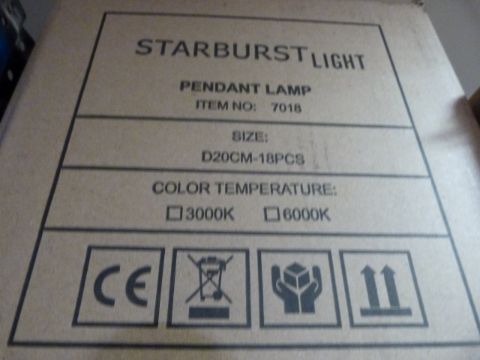 STARBURST LIGHT
PENDANT LAMP
ITEM NO: 7018
SIZE:
D20CM-18PCS
COLOR TEMPERATURE:
☐3000K ☐6000K
CE